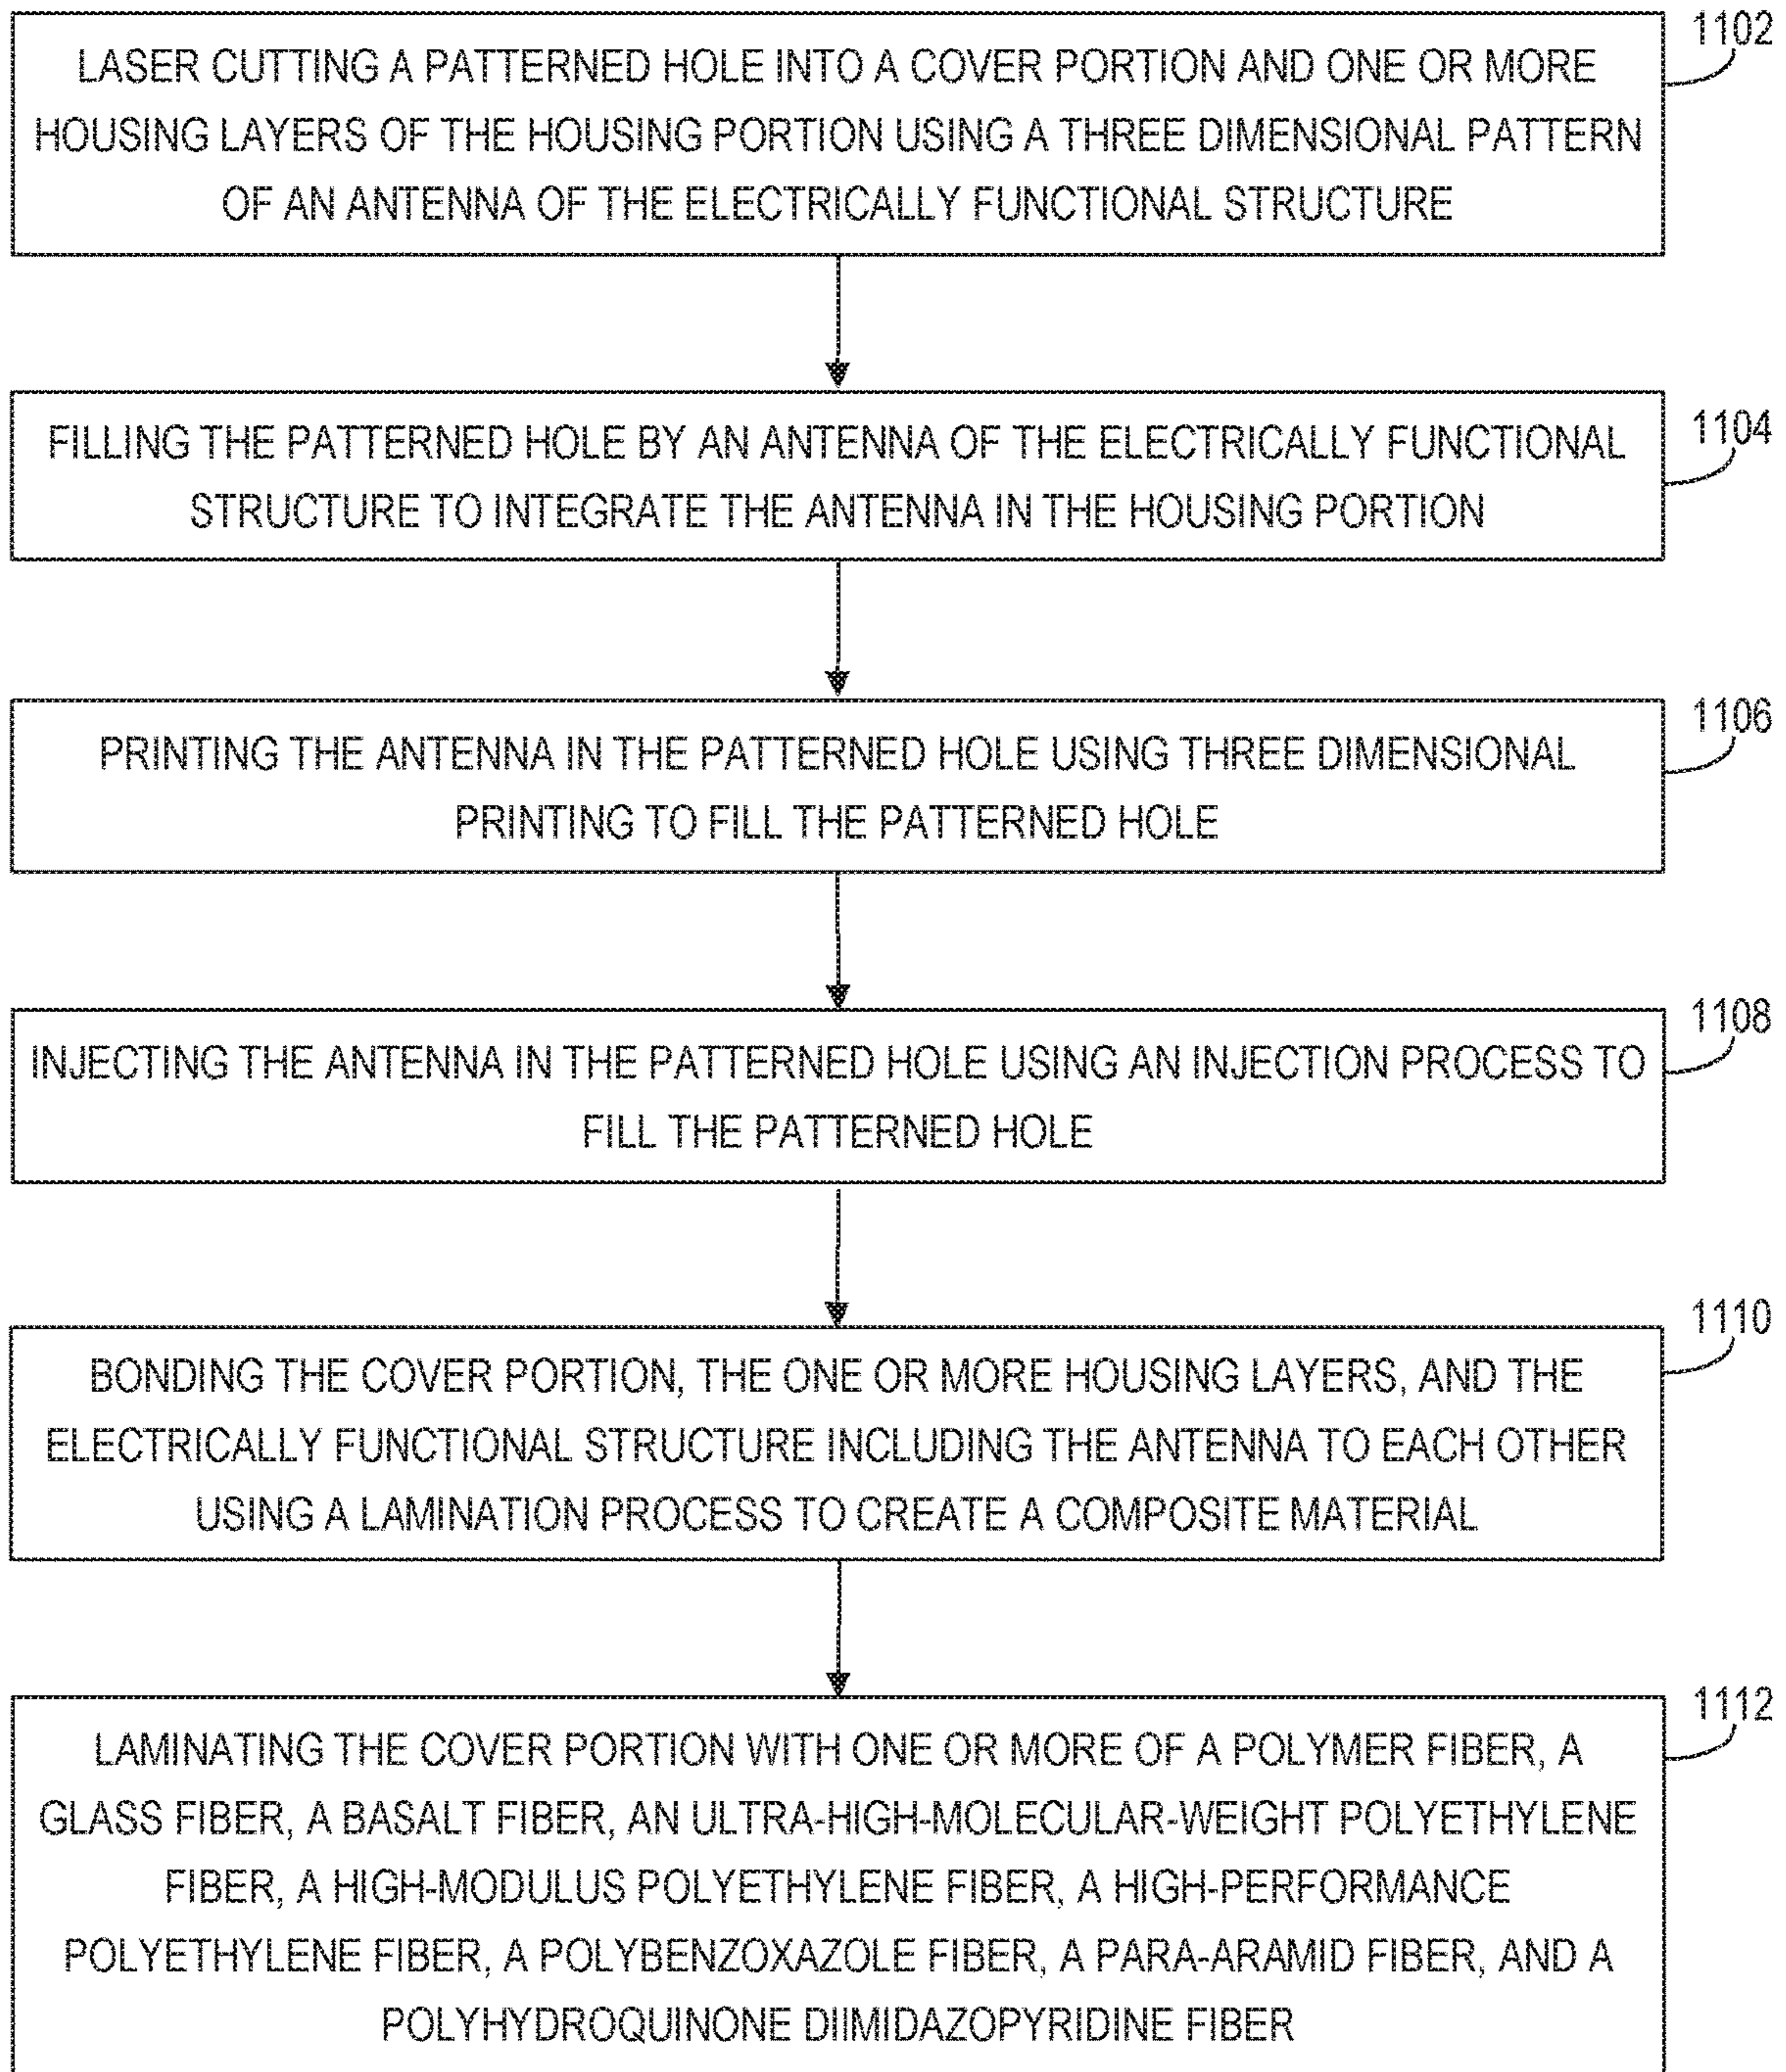 1102
LASER CUTTING A PATTERNED HOLE INTO A COVER PORTION AND ONE OR MORE
HOUSING LAYERS OF THE HOUSING PORTION USING A THREE DIMENSIONAL PATTERN
OF AN ANTENNA OF THE ELECTRICALLY FUNCTIONAL STRUCTURE
1104
FILLING THE PATTERNED HOLE BY AN ANTENNA OF THE ELECTRICALLY FUNCTIONAL
STRUCTURE TO INTEGRATE THE ANTENNA IN THE HOUSING PORTION
1106
PRINTING THE ANTENNA IN THE PATTERNED HOLE USING THREE DIMENSIONAL
PRINTING TO FILL THE PATTERNED HOLE
1108
INJECTING THE ANTENNA IN THE PATTERNED HOLE USING AN INJECTION PROCESS TO
FILL THE PATTERNED HOLE
1110
BONDING THE COVER PORTION, THE ONE OR MORE HOUSING LAYERS, AND THE
ELECTRICALLY FUNCTIONAL STRUCTURE INCLUDING THE ANTENNA TO EACH OTHER
USING A LAMINATION PROCESS TO CREATE A COMPOSITE MATERIAL
1112
LAMINATING THE COVER PORTION WITH ONE OR MORE OF A POLYMER FIBER, A
GLASS FIBER, A BASALT FIBER, AN ULTRA-HIGH-MOLECULAR-WEIGHT POLYETHYLENE
FIBER, A HIGH-MODULUS POLYETHYLENE FIBER, A HIGH-PERFORMANCE
POLYETHYLENE FIBER, A POLYBENZOXAZOLE FIBER, A PARA-ARAMID FIBER, AND A
POLYHYDROQUINONE DIIMIDAZOPYRIDINE FIBER